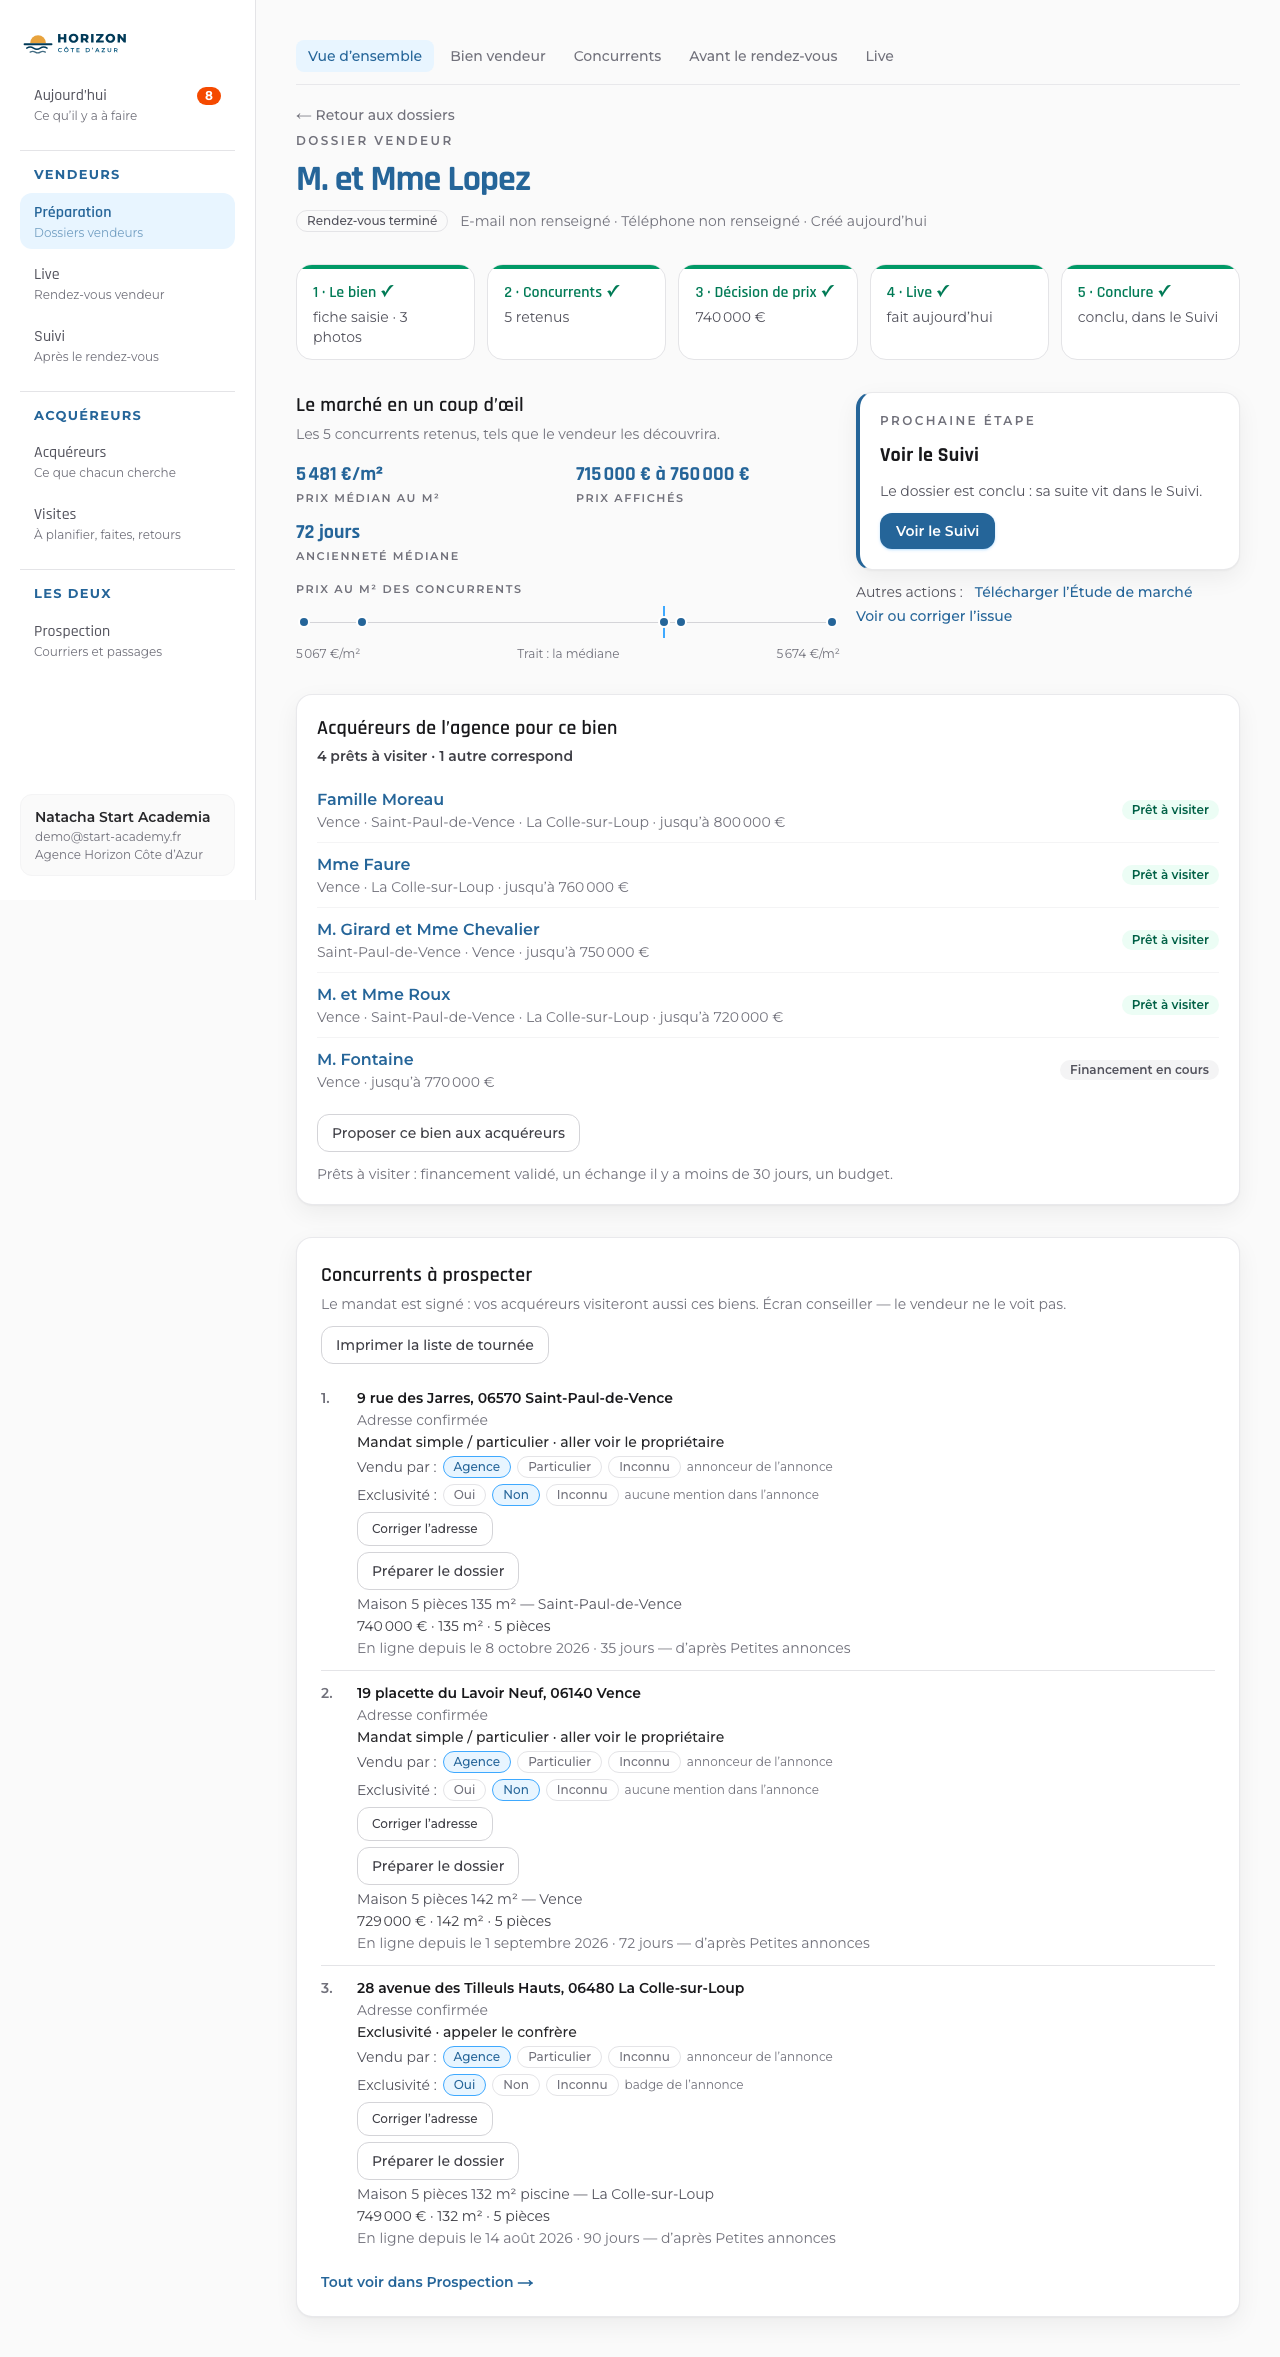 HORIZON
CÔTE D'AZUR
Aujourd’hui
8
Ce qu’il y a à faire
VENDEURS
Préparation
Dossiers vendeurs
Live
Rendez-vous vendeur
Suivi
Après le rendez-vous
ACQUÉREURS
Acquéreurs
Ce que chacun cherche
Visites
À planifier, faites, retours
LES DEUX
Prospection
Courriers et passages
Natacha Start Academia
demo@start-academy.fr
Agence Horizon Côte d’Azur
Vue d’ensemble
Bien vendeur
Concurrents
Avant le rendez-vous
Live
← Retour aux dossiers
DOSSIER VENDEUR
M. et Mme Lopez
Rendez-vous terminé
E-mail non renseigné · Téléphone non renseigné · Créé aujourd’hui
1 · Le bien ✓
fiche saisie · 3 photos
2 · Concurrents ✓
5 retenus
3 · Décision de prix ✓
740 000 €
4 · Live ✓
fait aujourd’hui
5 · Conclure ✓
conclu, dans le Suivi
Le marché en un coup d’œil
Les 5 concurrents retenus, tels que le vendeur les découvrira.
5 481 €/m²
PRIX MÉDIAN AU M²
715 000 € à 760 000 €
PRIX AFFICHÉS
72 jours
ANCIENNETÉ MÉDIANE
PRIX AU M² DES CONCURRENTS
5 067 €/m²
Trait : la médiane
5 674 €/m²
PROCHAINE ÉTAPE
Voir le Suivi
Le dossier est conclu : sa suite vit dans le Suivi.
Voir le Suivi
Autres actions :
Télécharger l’Étude de marché
Voir ou corriger l’issue
Acquéreurs de l’agence pour ce bien
4 prêts à visiter · 1 autre correspond
Famille Moreau
Vence · Saint-Paul-de-Vence · La Colle-sur-Loup · jusqu’à 800 000 €
Prêt à visiter
Mme Faure
Vence · La Colle-sur-Loup · jusqu’à 760 000 €
Prêt à visiter
M. Girard et Mme Chevalier
Saint-Paul-de-Vence · Vence · jusqu’à 750 000 €
Prêt à visiter
M. et Mme Roux
Vence · Saint-Paul-de-Vence · La Colle-sur-Loup · jusqu’à 720 000 €
Prêt à visiter
M. Fontaine
Vence · jusqu’à 770 000 €
Financement en cours
Proposer ce bien aux acquéreurs
Prêts à visiter : financement validé, un échange il y a moins de 30 jours, un budget.
Concurrents à prospecter
Le mandat est signé : vos acquéreurs visiteront aussi ces biens. Écran conseiller — le vendeur ne le voit pas.
Imprimer la liste de tournée
1. 9 rue des Jarres, 06570 Saint-Paul-de-Vence
Adresse confirmée
Mandat simple / particulier · aller voir le propriétaire
Vendu par : Agence Particulier Inconnu annonceur de l’annonce
Exclusivité : Oui Non Inconnu aucune mention dans l’annonce
Corriger l’adresse
Préparer le dossier
Maison 5 pièces 135 m² — Saint-Paul-de-Vence
740 000 € · 135 m² · 5 pièces
En ligne depuis le 8 octobre 2026 · 35 jours — d’après Petites annonces
2. 19 placette du Lavoir Neuf, 06140 Vence
Adresse confirmée
Mandat simple / particulier · aller voir le propriétaire
Vendu par : Agence Particulier Inconnu annonceur de l’annonce
Exclusivité : Oui Non Inconnu aucune mention dans l’annonce
Corriger l’adresse
Préparer le dossier
Maison 5 pièces 142 m² — Vence
729 000 € · 142 m² · 5 pièces
En ligne depuis le 1 septembre 2026 · 72 jours — d’après Petites annonces
3. 28 avenue des Tilleuls Hauts, 06480 La Colle-sur-Loup
Adresse confirmée
Exclusivité · appeler le confrère
Vendu par : Agence Particulier Inconnu annonceur de l’annonce
Exclusivité : Oui Non Inconnu badge de l’annonce
Corriger l’adresse
Préparer le dossier
Maison 5 pièces 132 m² piscine — La Colle-sur-Loup
749 000 € · 132 m² · 5 pièces
En ligne depuis le 14 août 2026 · 90 jours — d’après Petites annonces
Tout voir dans Prospection →